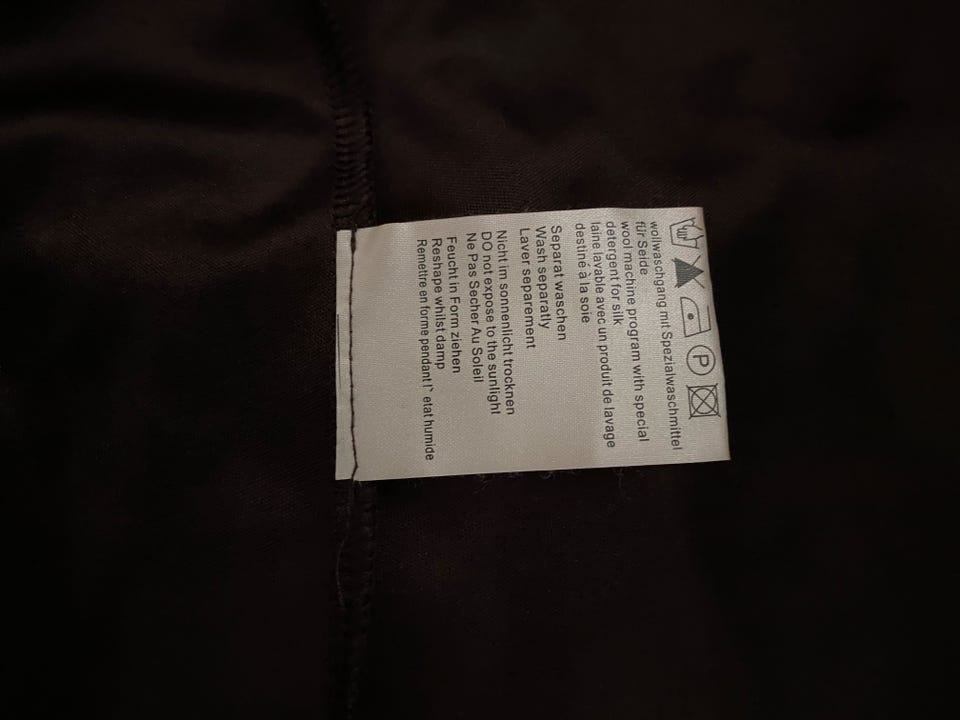 P
wollwaschgang mit Spezialwaschmittel
für Seide
wool machine program with special
detergent for silk
laine lavable avec un produit de lavage
destiné à la soie
Separat waschen
Wash separatly
Laver separement
Nicht im sonnenlicht trocknen
DO not expose to the sunlight
Ne Pas Secher Au Soleil
Feucht in Form ziehen
Reshape whilst damp
Remettre en forme pendant l` etat humide